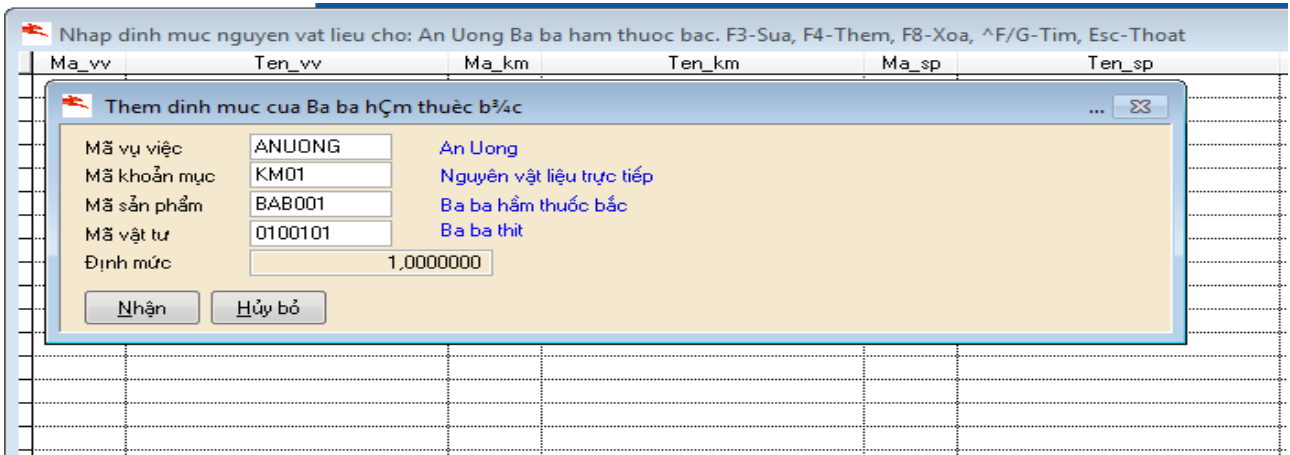 Nhap dinh muc nguyen vat lieu cho: An Uong Ba ba ham thuoc bac. F3-Sua, F4-Them, F8-Xoa, ^F/G-Tim, Esc-Thoat
Ma_vv Ten_vv Ma_km Ten_km Ma_sp Ten_sp
Them dinh muc cua Ba ba hÇm thuèc b¾c ...
Mã vụ việc ANUONG An Uong
Mã khoản mục KM01 Nguyên vật liệu trực tiếp
Mã sản phẩm BAB001 Ba ba hầm thuốc bắc
Mã vật tư 0100101 Ba ba thit
Định mức 1,0000000
Nhận Hủy bỏ